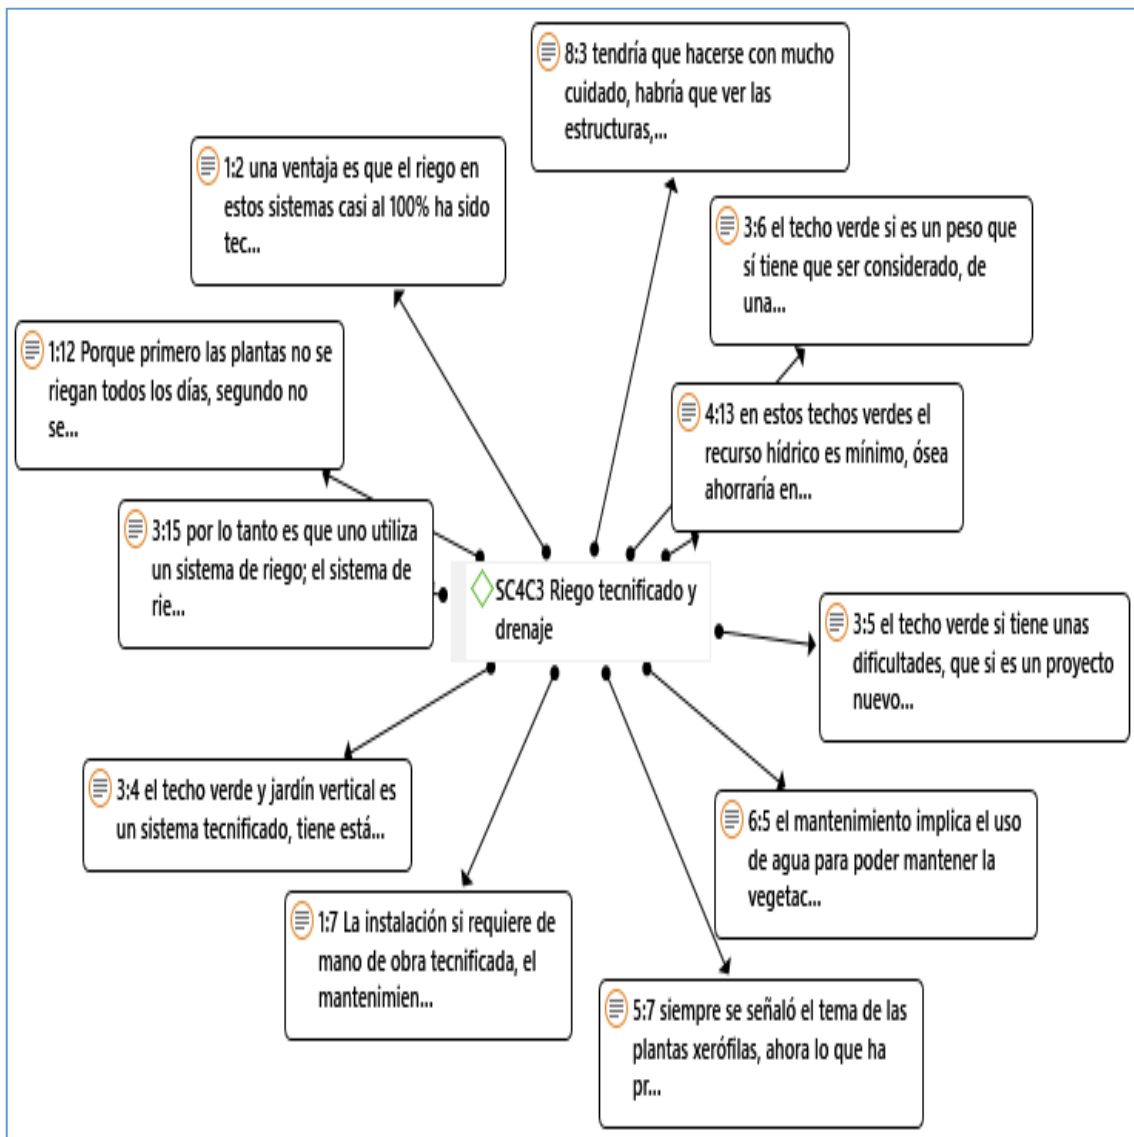 8:3 tendría que hacerse con mucho
cuidado, habría que ver las
estructuras,...
1:2 una ventaja es que el riego en
estos sistemas casi al 100% ha sido
tec...
3:6 el techo verde si es un peso que
sí tiene que ser considerado, de
una...
1:12 Porque primero las plantas no se
riegan todos los días, segundo no
se...
4:13 en estos techos verdes el
recurso hídrico es mínimo, ósea
ahorraría en...
3:15 por lo tanto es que uno utiliza
un sistema de riego; el sistema de
rie...
SC4C3 Riego tecnificado y
drenaje
3:5 el techo verde si tiene unas
dificultades, que si es un proyecto
nuevo...
3:4 el techo verde y jardín vertical es
un sistema tecnificado, tiene está...
6:5 el mantenimiento implica el uso
de agua para poder mantener la
vegetac...
1:7 La instalación si requiere de
mano de obra tecnificada, el
mantenimien...
5:7 siempre se señaló el tema de las
plantas xerófilas, ahora lo que ha
pr...